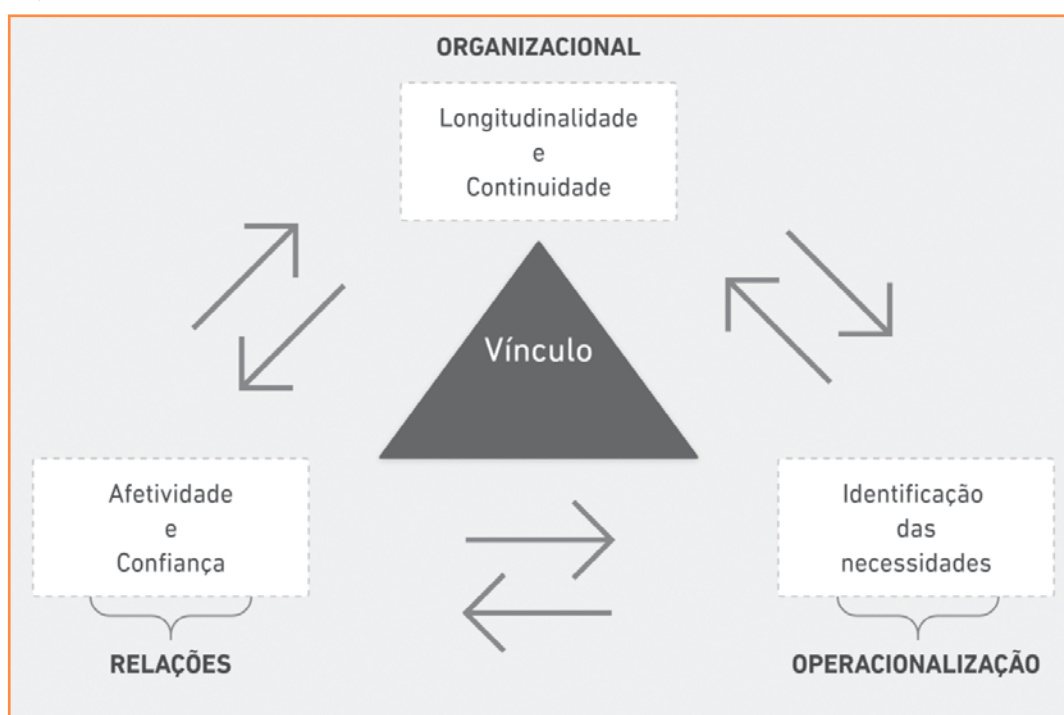 ORGANIZACIONAL
Longitudinalidade
e
Continuidade
Vínculo
Afetividade
e
Confiança
RELAÇÕES
Identificação
das
necessidades
OPERACIONALIZAÇÃO